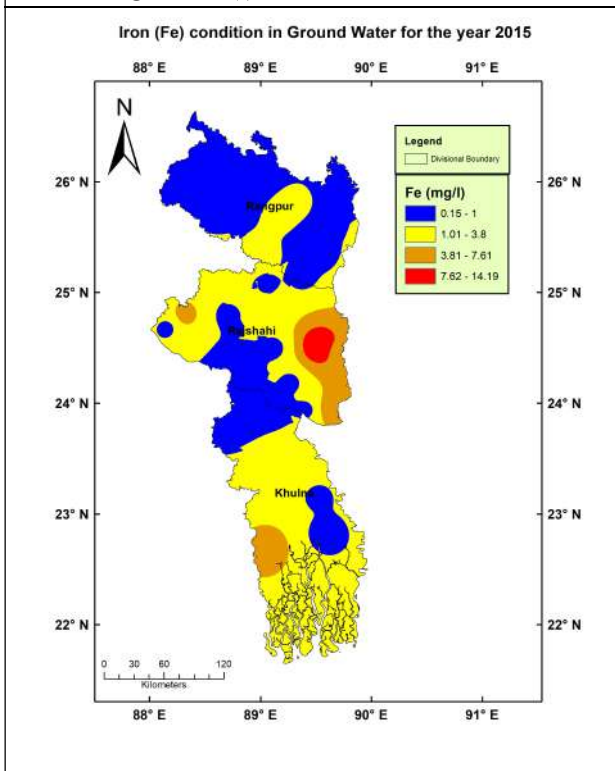 Iron (Fe) condition in Ground Water for the year 2015
88° E 89° E 90° E 91° E
N
Legend
Divisional Boundary
Fe (mg/l)
0.15 - 1
1.01 - 3.8
3.81 - 7.61
7.62 - 14.19
26° N 26° N
Rangpur
25° N 25° N
Rajshahi
24° N 24° N
Khulna
23° N 23° N
22° N 22° N
0 30 60 120
Kilometers
88° E 89° E 90° E 91° E